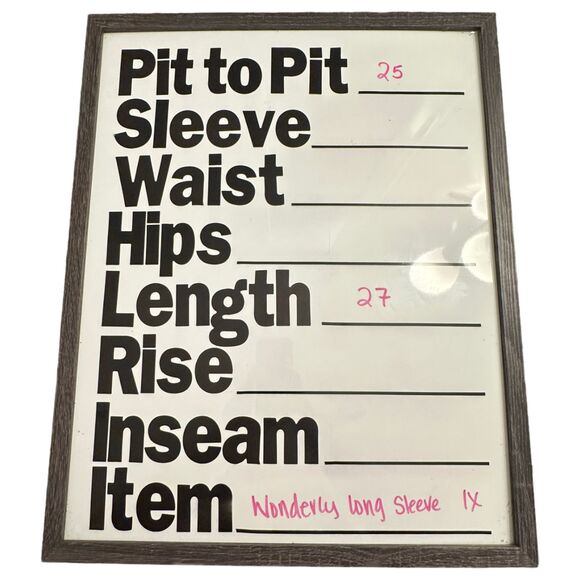 Pit to Pit 25
Sleeve
Waist
Hips
Length 27
Rise
Inseam
Item Wonderly long Sleeve 1X